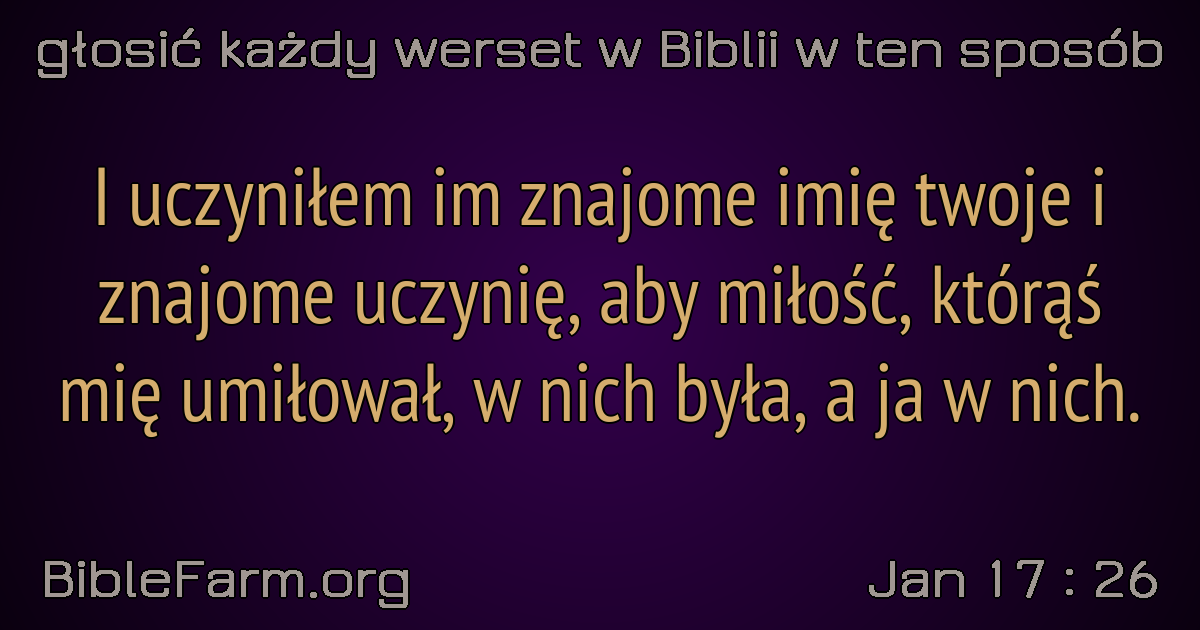 głosić każdy werset w Biblii w ten sposób
I uczyniłem im znajome imię twoje i
znajome uczynię, aby miłość, którąś
mię umiłował, w nich była, a ja w nich.
BibleFarm.org
Jan 17 : 26